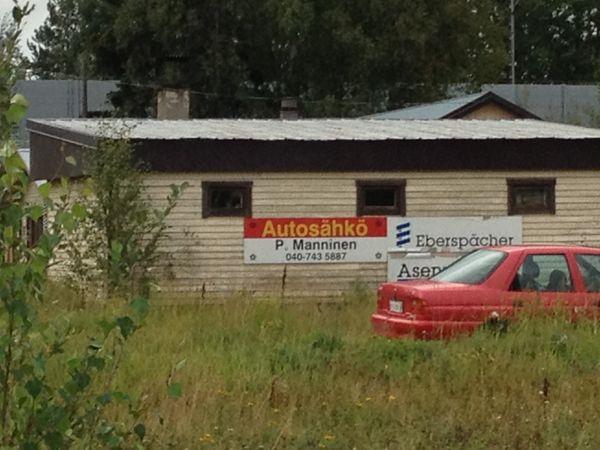 Autosähkö
P. Manninen
040-743 5887
Eberspächer